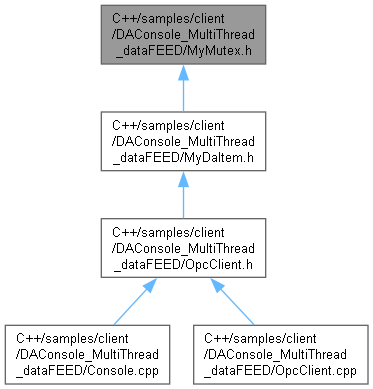 C++/samples/client
/DAConsole_MultiThread
_dataFEED/MyMutex.h
C++/samples/client
/DAConsole_MultiThread
_dataFEED/MyDaItem.h
C++/samples/client
/DAConsole_MultiThread
_dataFEED/OpcClient.h
C++/samples/client
/DAConsole_MultiThread
_dataFEED/Console.cpp
C++/samples/client
/DAConsole_MultiThread
_dataFEED/OpcClient.cpp